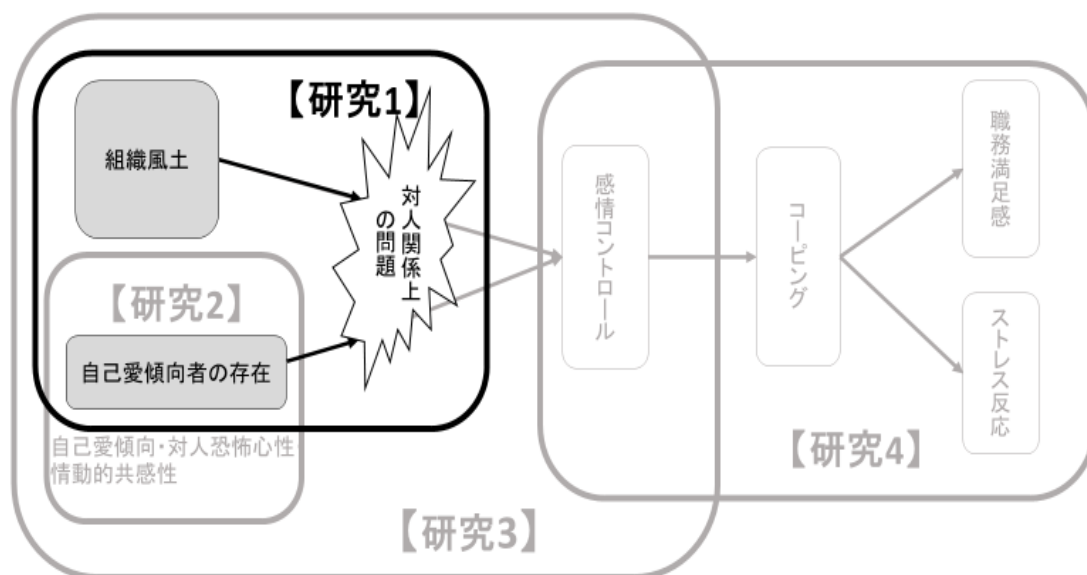 【研究1】
組織風土
対人関係上
の問題
【研究2】
自己愛傾向者の存在
自己愛傾向・対人恐怖心性
情動的共感性
【研究3】
感情コントロール
コーピング
職務満足感
ストレス反応
【研究4】